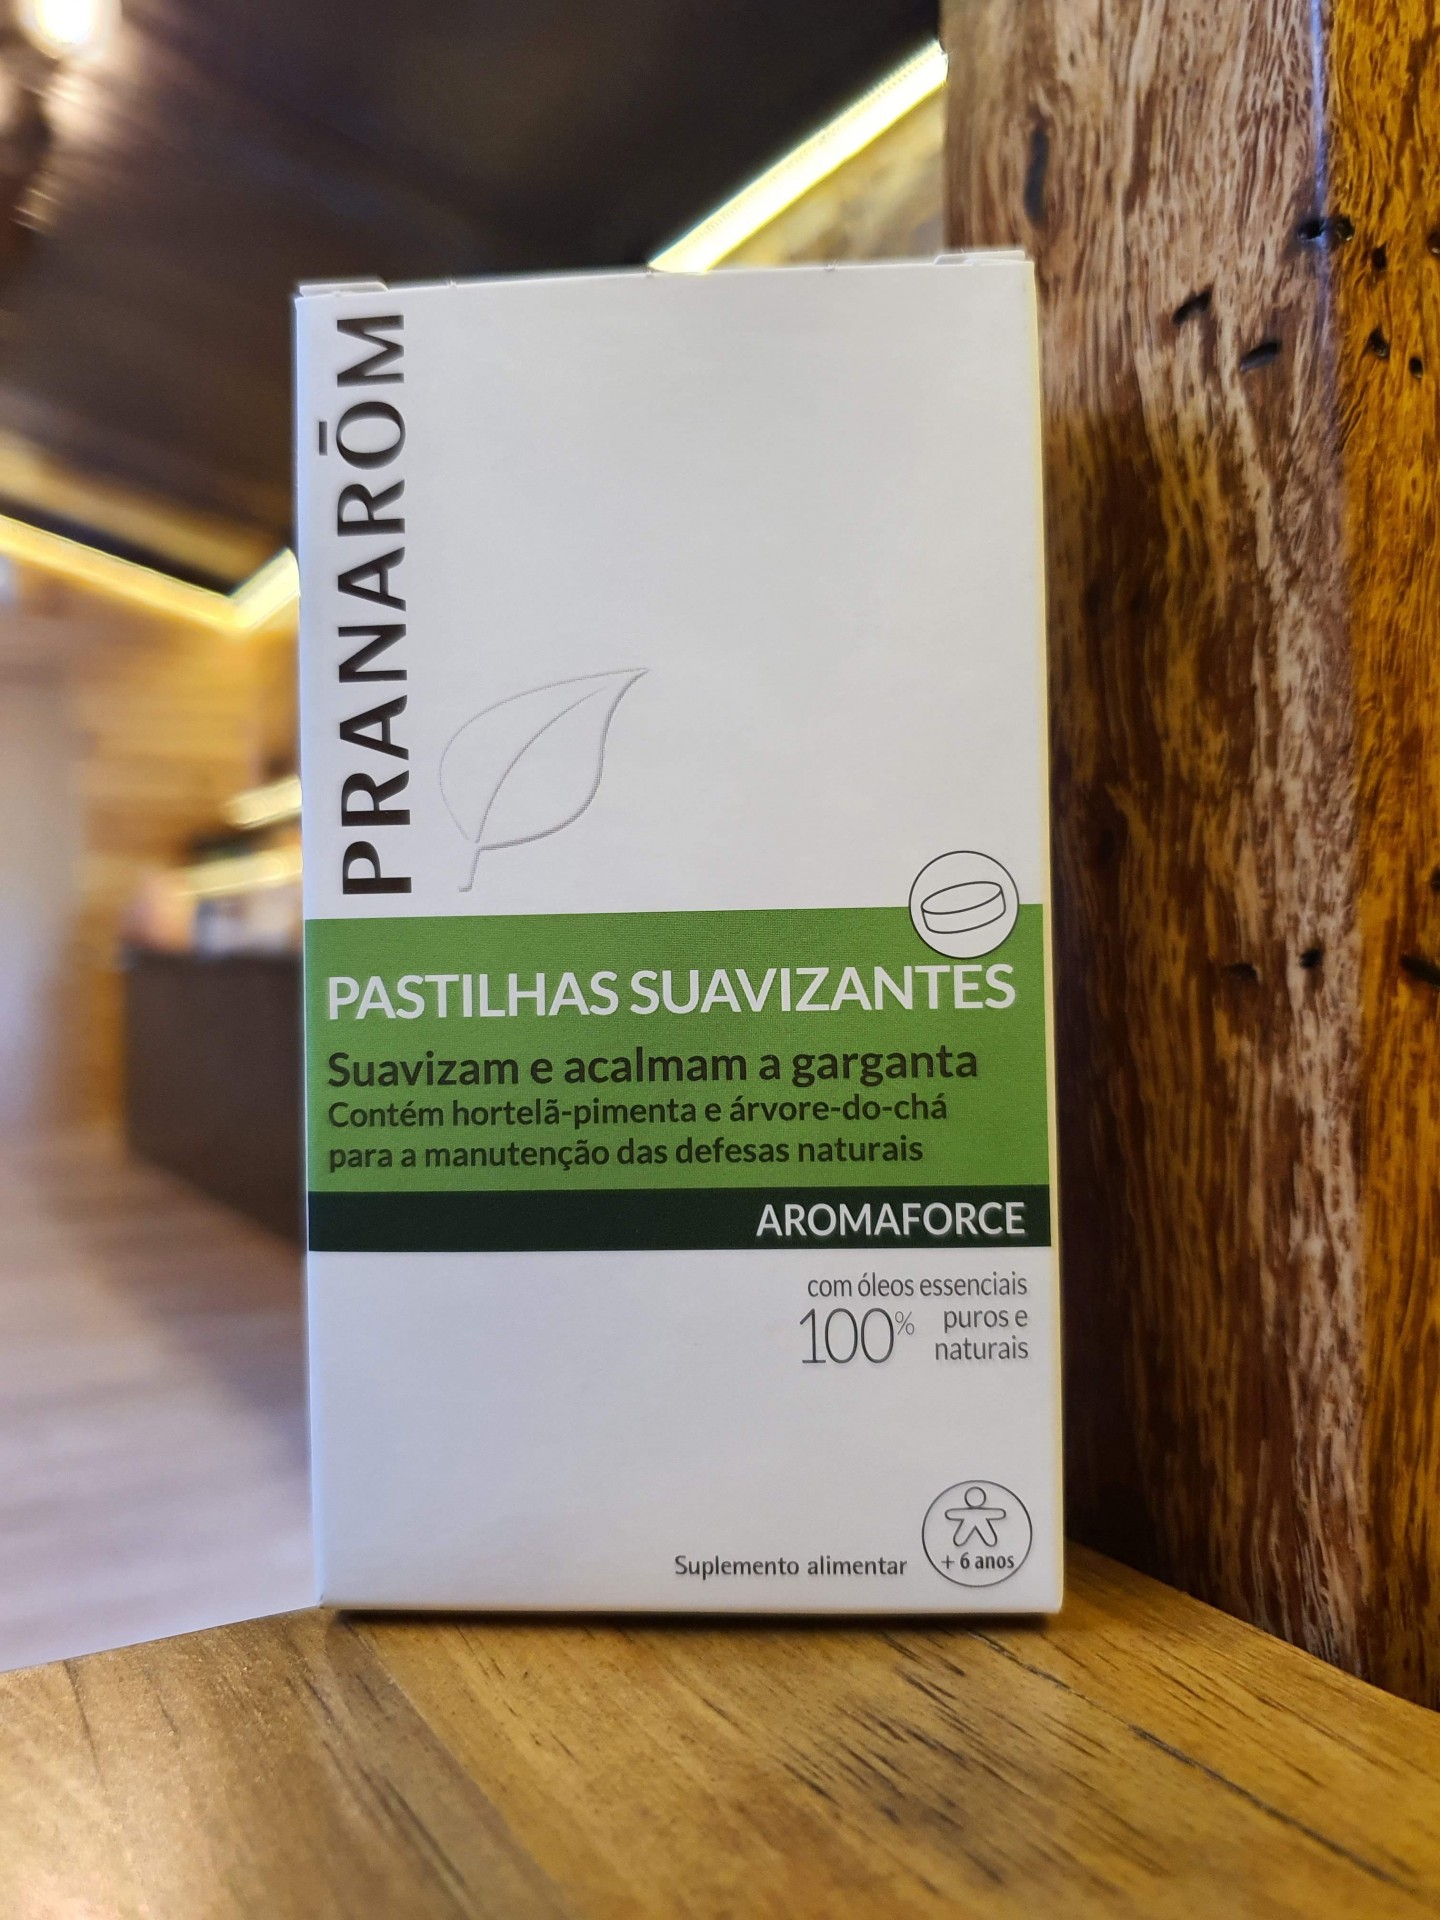 PRANARŌM
PASTILHAS SUAVIZANTES
Suavizam e acalmam a garganta
Contém hortelã-pimenta e árvore-do-chá
para a manutenção das defesas naturais
AROMAFORCE
com óleos essenciais
100% puros e
naturais
Suplemento alimentar
+ 6 anos